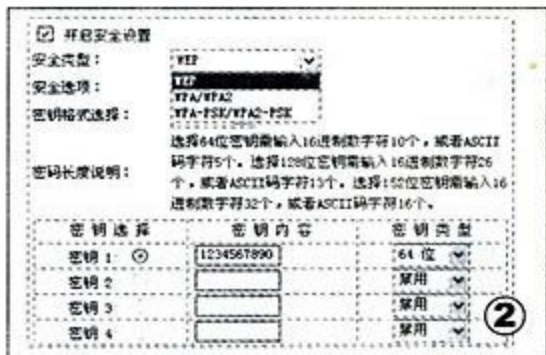 开启安全设置
安全类型： WEP
安全选项： WEP
WPA/WPA2
密钥格式选择： WPA-PSK/WPA2-PSK
密码长度说明： 选择64位密钥需输入16进制数字符10个，或者ASCII
码字符5个。选择128位密钥需输入16进制数字符26
个，或者ASCII码字符13个。选择152位密钥需输入16
进制数字符32个，或者ASCII码字符16个。
密钥选择 密钥内容 密钥类型
密钥 1： 1234567890 64 位
密钥 2 禁用
密钥 3 禁用
密钥 4 禁用
②